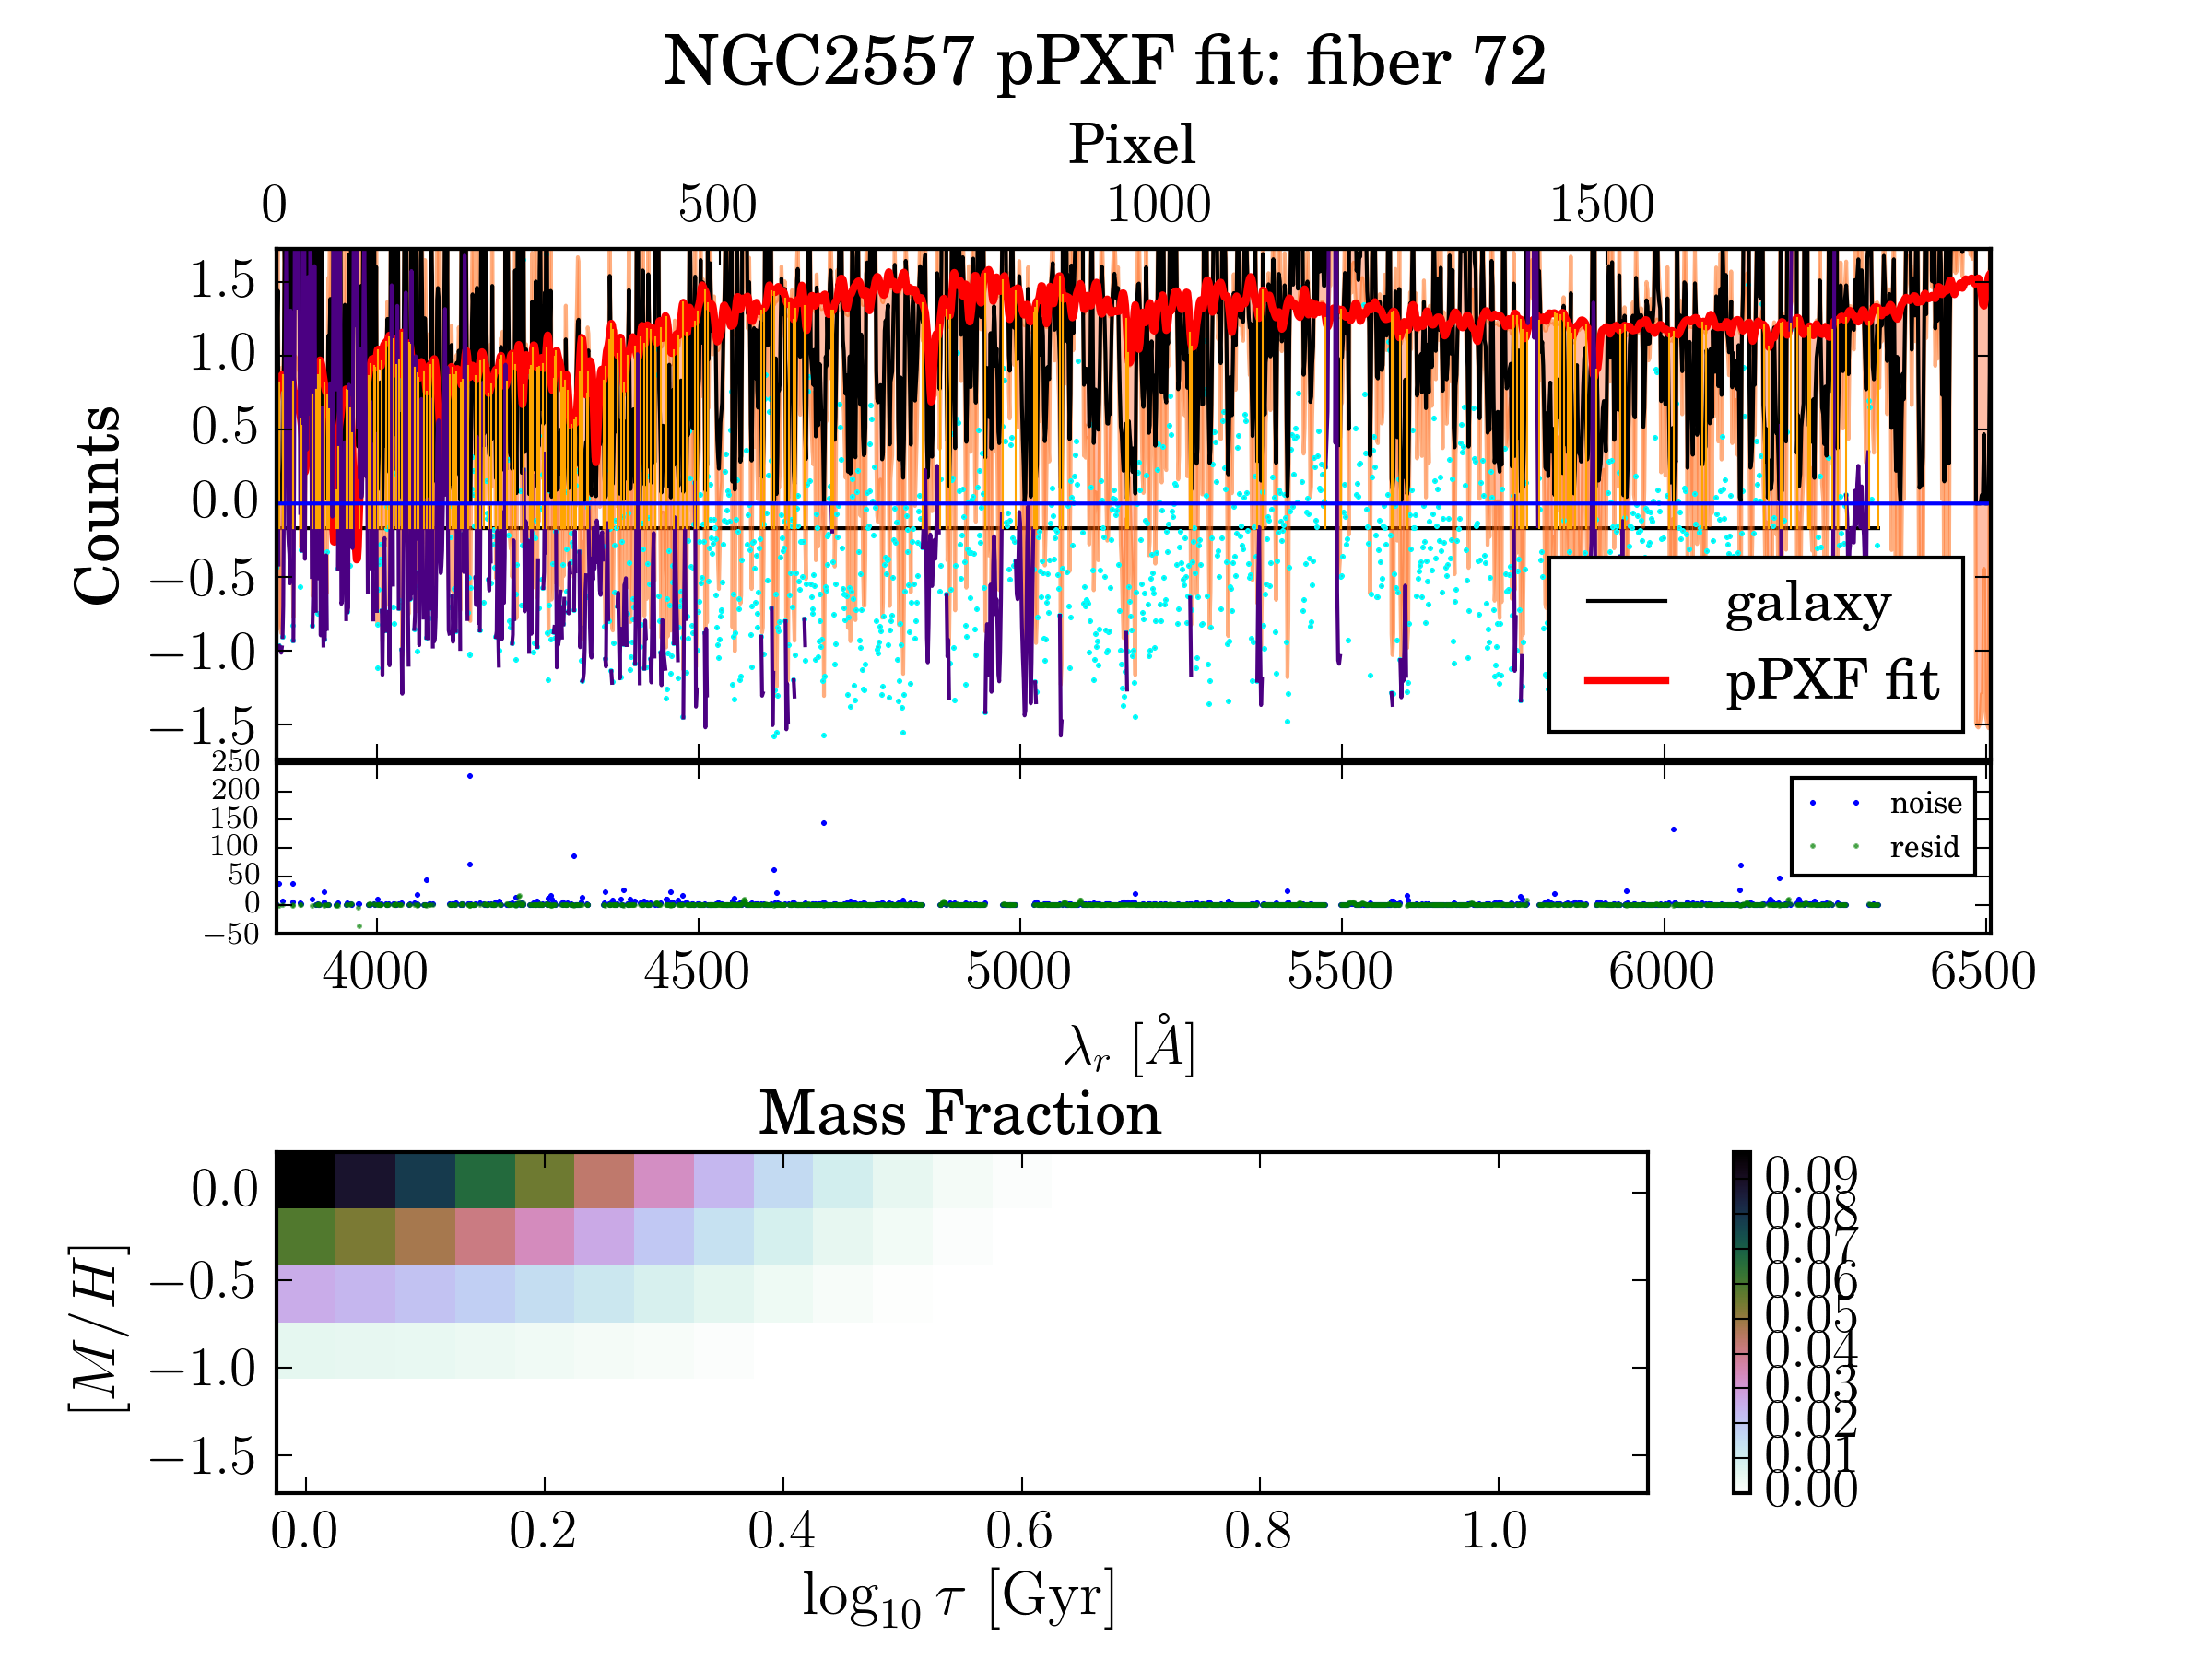 NGC2557 pPXF fit: fiber 72
Pixel
0 500 1000 1500
Counts
1.5
1.0
0.5
0.0
−0.5
−1.0
−1.5
galaxy
pPXF fit
250
200
150
100
50
0
−50
noise
resid
4000 4500 5000 5500 6000 6500
λr [Å]
Mass Fraction
[M/H]
0.0
−0.5
−1.0
−1.5
0.0 0.2 0.4 0.6 0.8 1.0
log10 τ [Gyr]
0.09
0.08
0.07
0.06
0.05
0.04
0.03
0.02
0.01
0.00